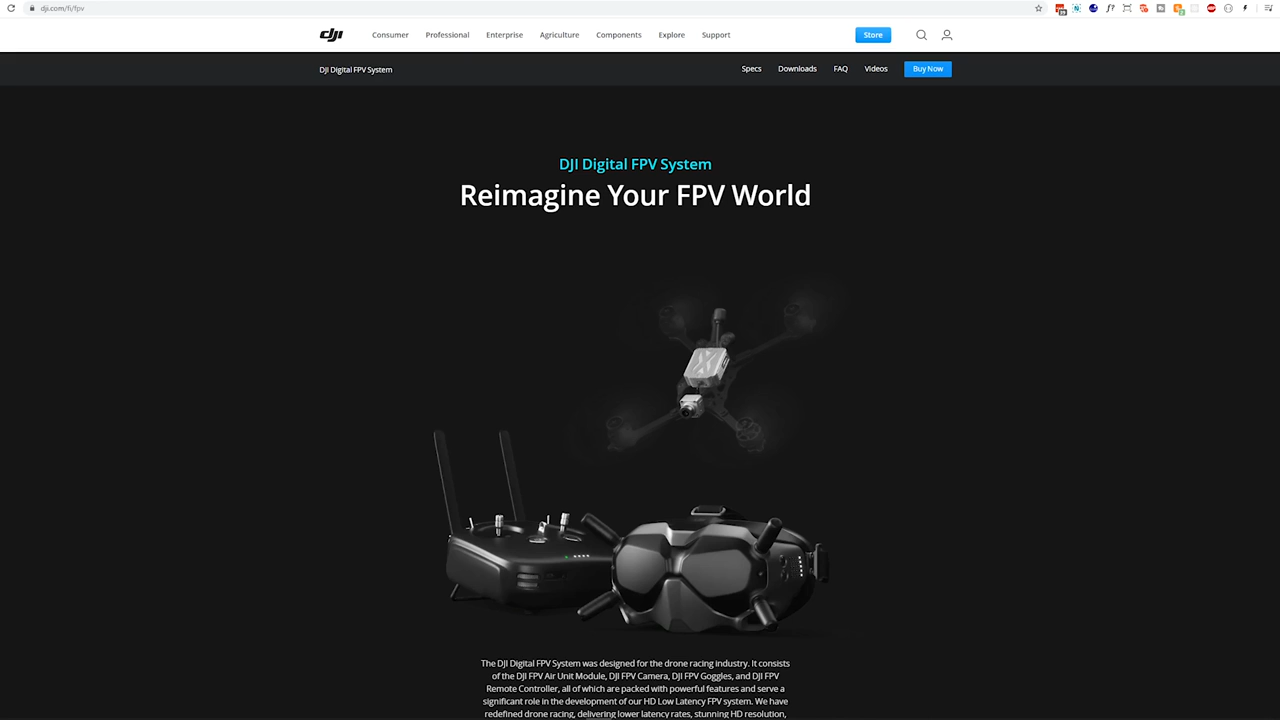 dji.com/fi/fpv
dji
Consumer Professional Enterprise Agriculture Components Explore Support
Store
DJI Digital FPV System
Specs Downloads FAQ Videos Buy Now
DJI Digital FPV System
Reimagine Your FPV World
The DJI Digital FPV System was designed for the drone racing industry. It consists
of the DJI FPV Air Unit Module, DJI FPV Camera, DJI FPV Goggles, and DJI FPV
Remote Controller, all of which are packed with powerful features and serve a
significant role in the development of our HD Low Latency FPV system. We have
redefined drone racing, delivering lower latency rates, stunning HD resolution,